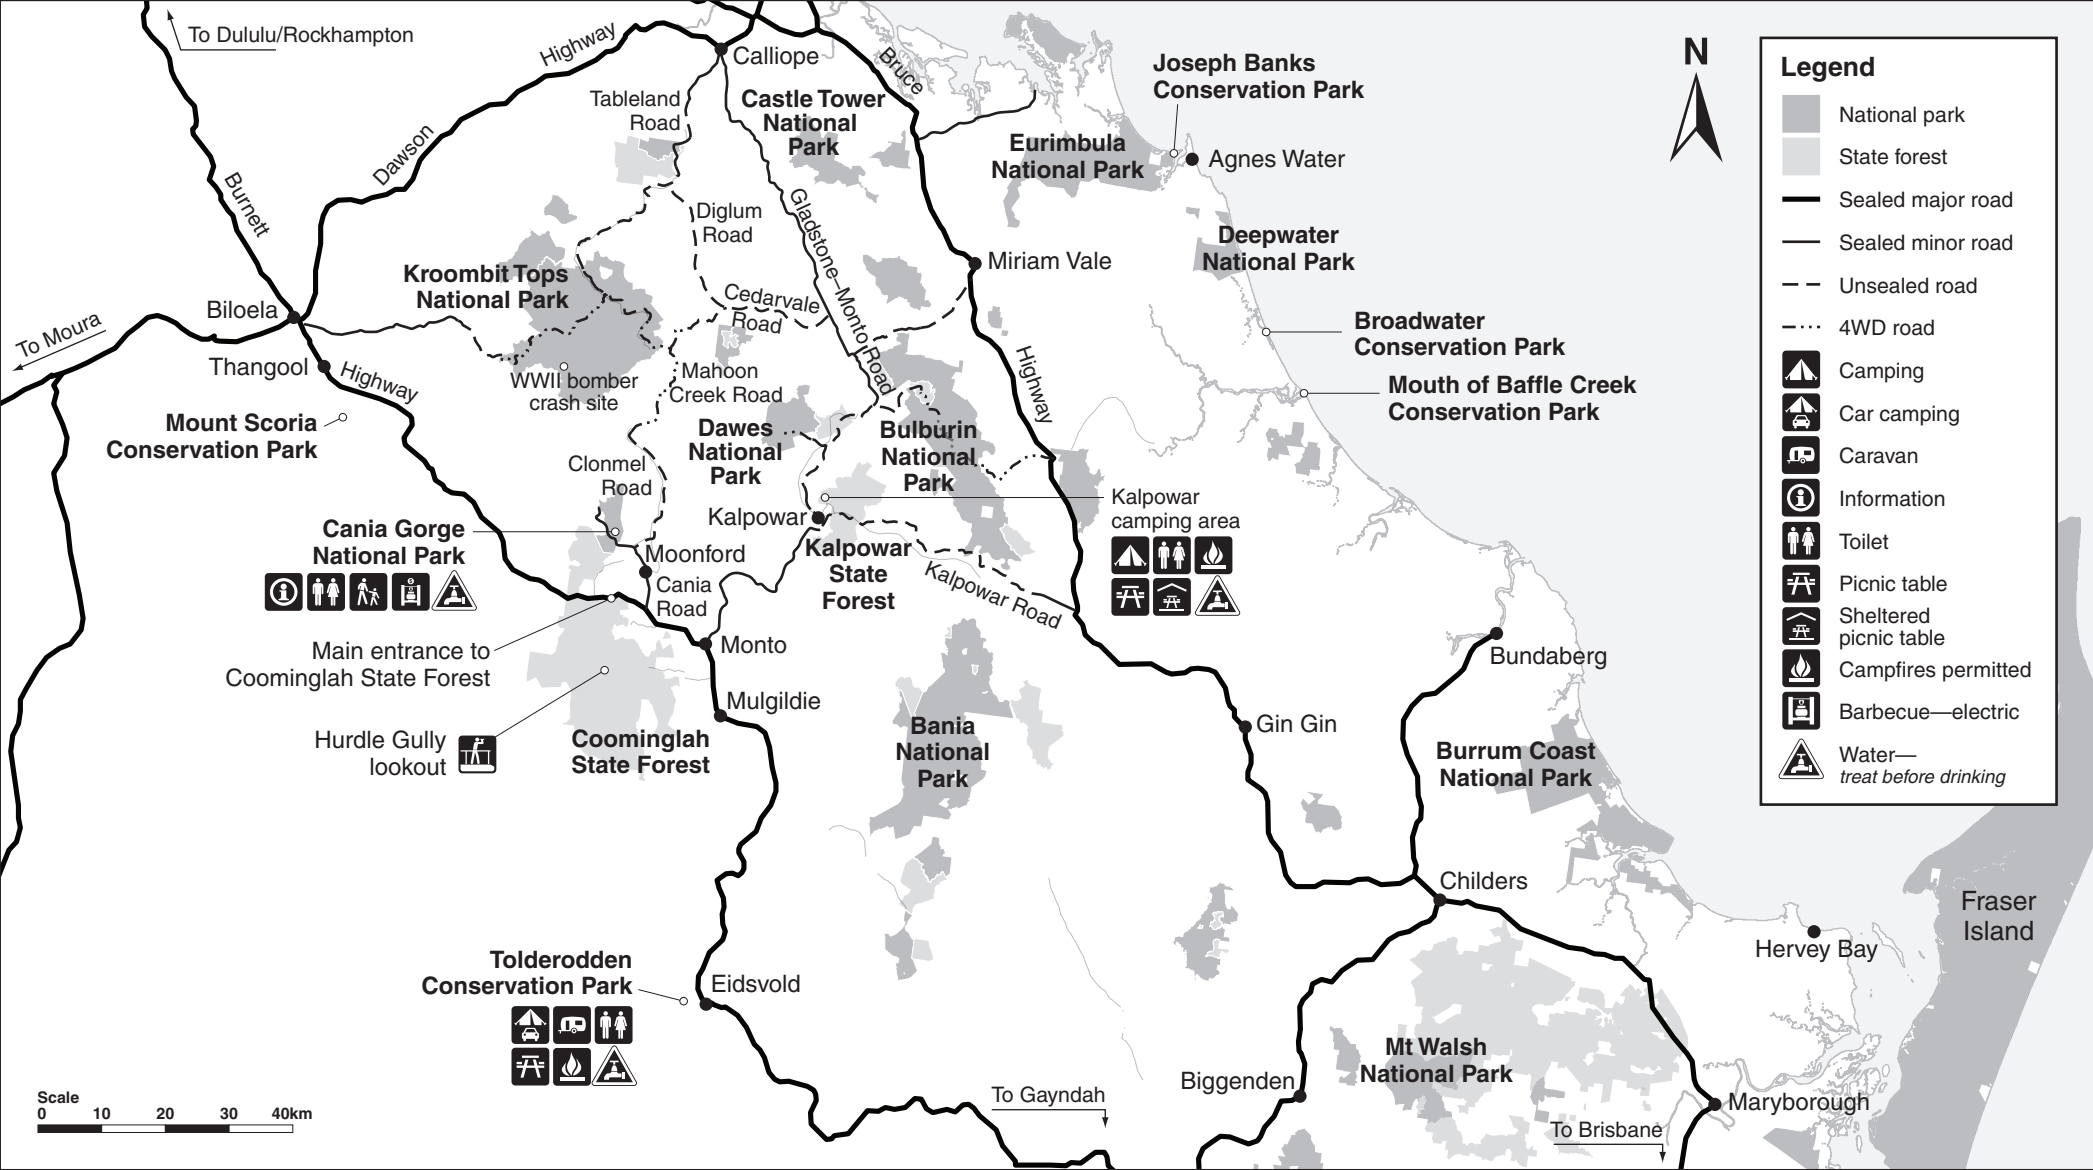 To Dululu/Rockhampton
Highway
Calliope
Bruce
Joseph Banks
Conservation Park
N
Tableland
Road
Castle Tower
National
Park
Dawson
Eurimbula
National Park
Agnes Water
Burnett
Diglum
Road
Gladstone–Monto Road
Deepwater
National Park
Kroombit Tops
National Park
Miriam Vale
Biloela
Cedarvale
Road
To Moura
Broadwater
Conservation Park
Thangool
Highway
WWII bomber
crash site
Mahoon
Creek Road
Highway
Mouth of Baffle Creek
Conservation Park
Mount Scoria
Conservation Park
Dawes
National
Park
Bulburin
National
Park
Clonmel
Road
Kalpowar
Kalpowar
camping area
Cania Gorge
National Park
Moonford
Cania
Road
Kalpowar
State
Forest
Kalpowar Road
Main entrance to
Coominglah State Forest
Monto
Bundaberg
Mulgildie
Hurdle Gully
lookout
Coominglah
State Forest
Bania
National
Park
Gin Gin
Burrum Coast
National Park
Childers
Fraser
Island
Hervey Bay
Tolderodden
Conservation Park
Eidsvold
Mt Walsh
National Park
Biggenden
To Gayndah
Maryborough
To Brisbane
Scale
0 10 20 30 40km
Legend
National park
State forest
Sealed major road
Sealed minor road
Unsealed road
4WD road
Camping
Car camping
Caravan
Information
Toilet
Picnic table
Sheltered
picnic table
Campfires permitted
Barbecue—electric
Water—
treat before drinking